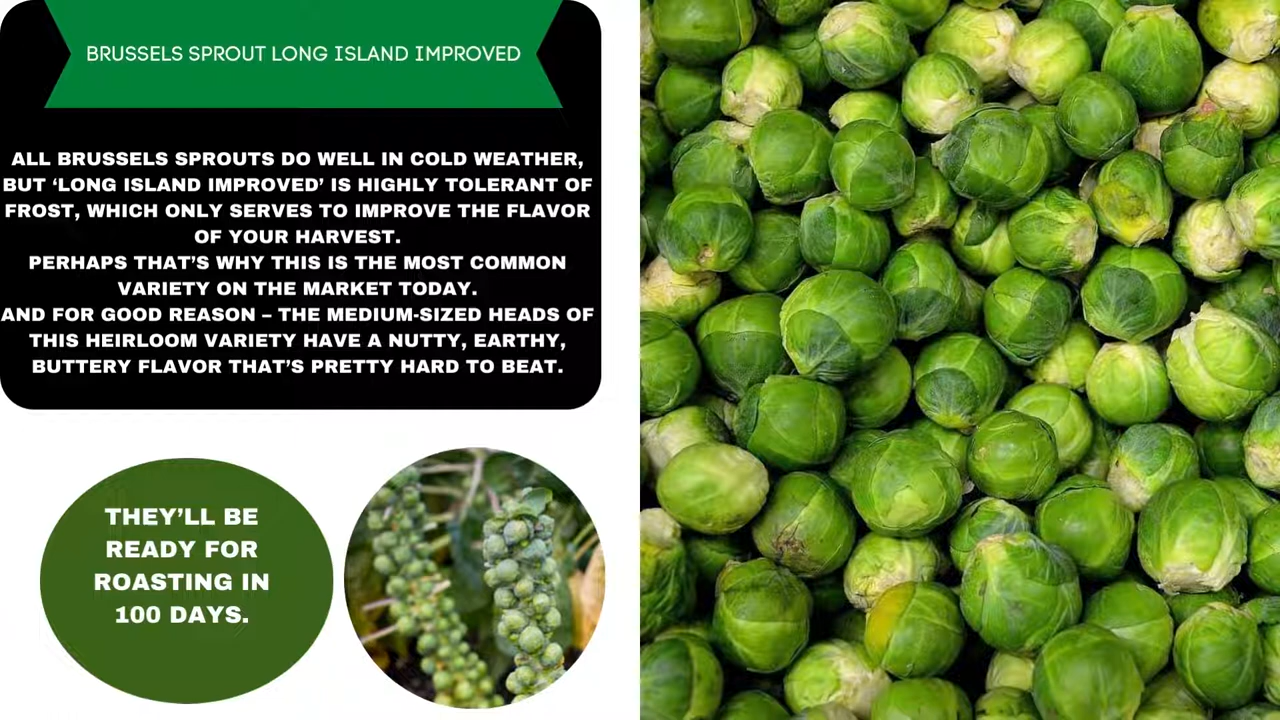 BRUSSELS SPROUT LONG ISLAND IMPROVED
ALL BRUSSELS SPROUTS DO WELL IN COLD WEATHER,
BUT ‘LONG ISLAND IMPROVED’ IS HIGHLY TOLERANT OF
FROST, WHICH ONLY SERVES TO IMPROVE THE FLAVOR
OF YOUR HARVEST.
PERHAPS THAT’S WHY THIS IS THE MOST COMMON
VARIETY ON THE MARKET TODAY.
AND FOR GOOD REASON – THE MEDIUM-SIZED HEADS OF
THIS HEIRLOOM VARIETY HAVE A NUTTY, EARTHY,
BUTTERY FLAVOR THAT’S PRETTY HARD TO BEAT.
THEY’LL BE
READY FOR
ROASTING IN
100 DAYS.